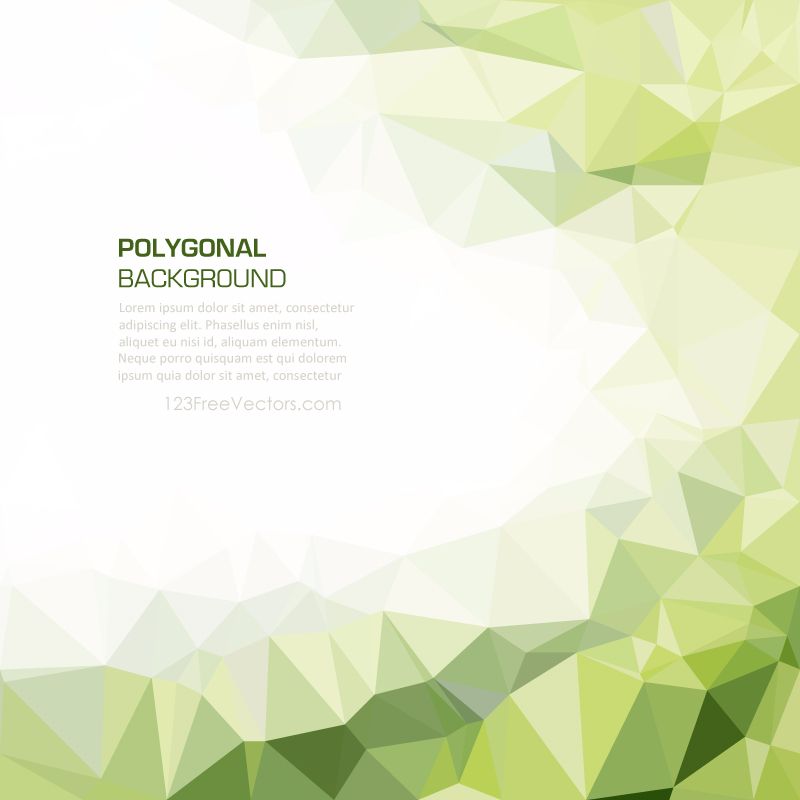 POLYGONAL
BACKGROUND
Lorem ipsum dolor sit amet, consectetur
adipiscing elit. Phasellus enim nisl,
aliquet eu nisi id, aliquam elementum.
Neque porro quisquam est qui dolorem
ipsum quia dolor sit amet, consectetur
123FreeVectors.com